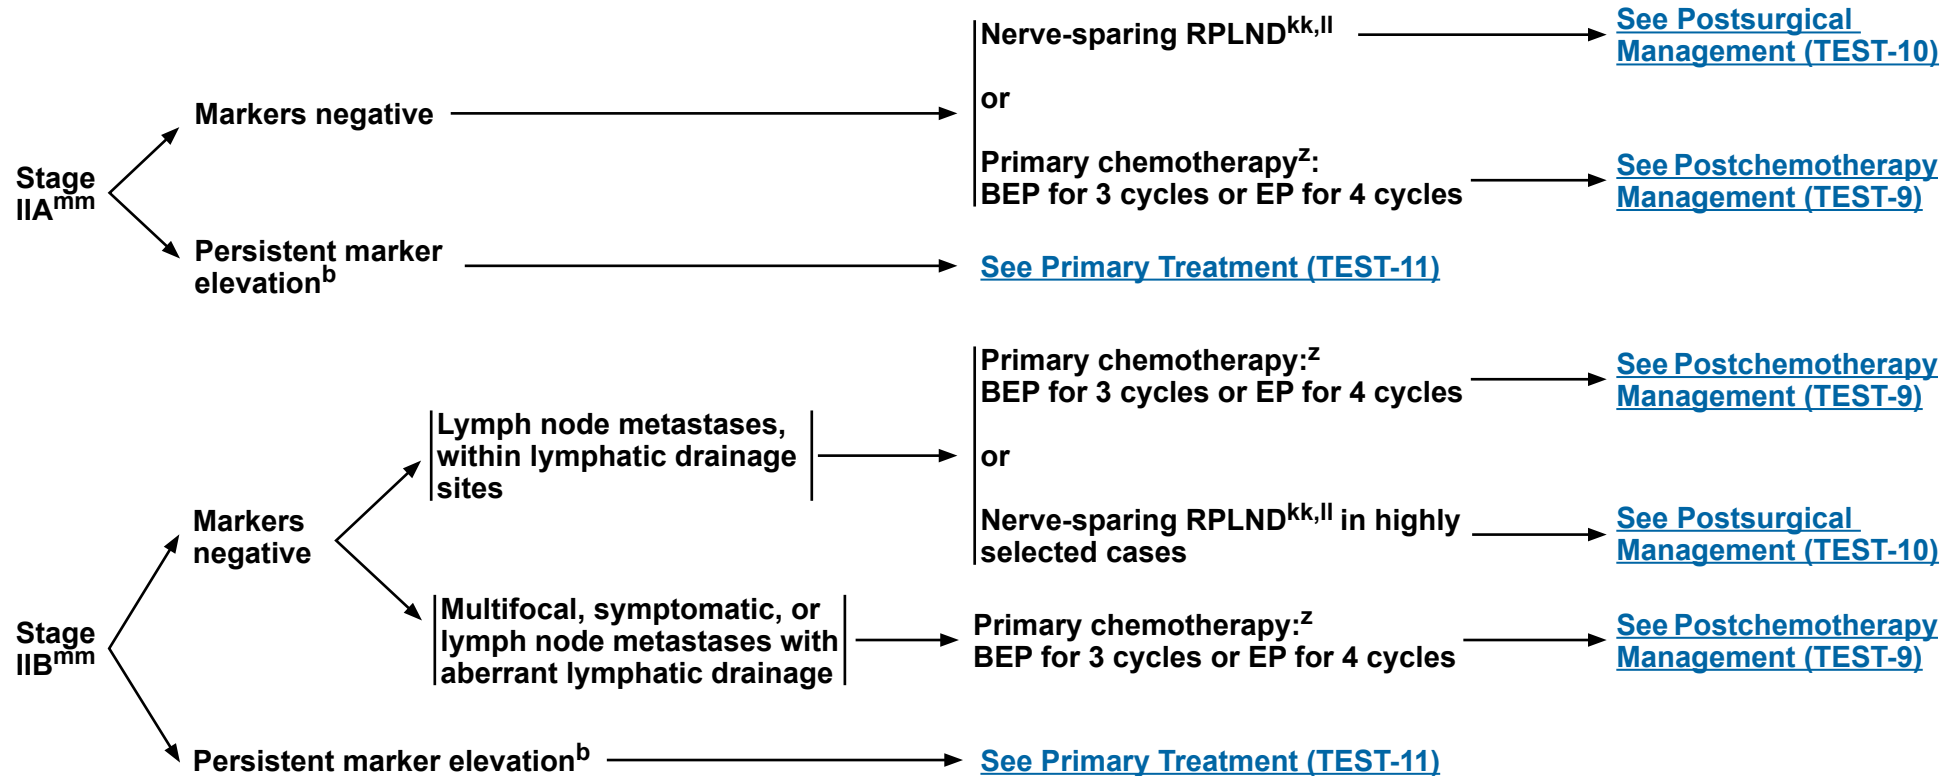 Stage
IIAmm
Markers negative
Nerve-sparing RPLNDkk,ll
See Postsurgical
Management (TEST-10)
or
Primary chemotherapyz:
BEP for 3 cycles or EP for 4 cycles
See Postchemotherapy
Management (TEST-9)
Persistent marker
elevationb
See Primary Treatment (TEST-11)
Stage
IIBmm
Markers
negative
Lymph node metastases,
within lymphatic drainage
sites
Primary chemotherapy:z
BEP for 3 cycles or EP for 4 cycles
See Postchemotherapy
Management (TEST-9)
or
Nerve-sparing RPLNDkk,ll in highly
selected cases
See Postsurgical
Management (TEST-10)
Multifocal, symptomatic, or
lymph node metastases with
aberrant lymphatic drainage
Primary chemotherapy:z
BEP for 3 cycles or EP for 4 cycles
See Postchemotherapy
Management (TEST-9)
Persistent marker elevationb
See Primary Treatment (TEST-11)